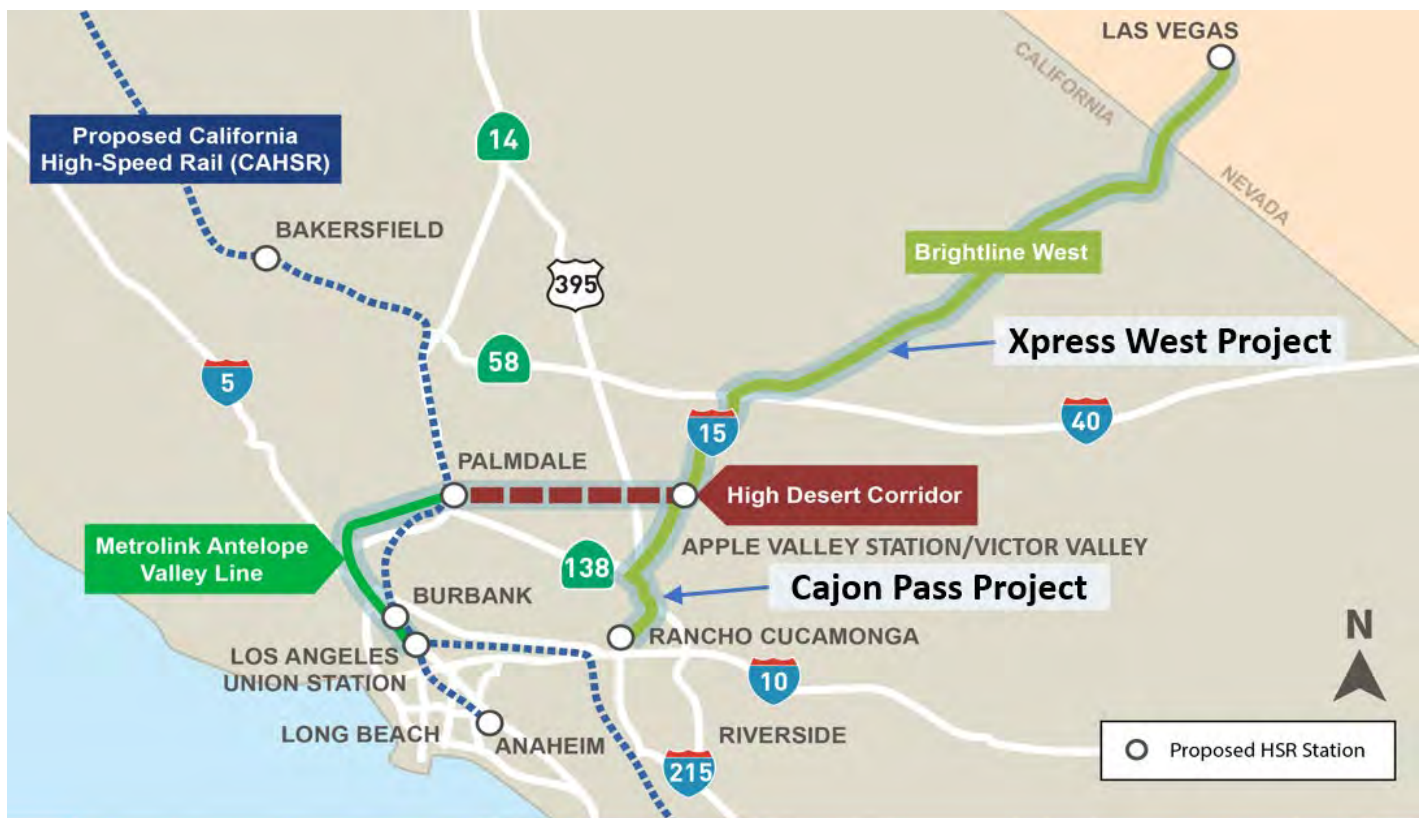 LAS VEGAS
CALIFORNIA
NEVADA
Proposed California
High-Speed Rail (CAHSR)
14
BAKERSFIELD
395
Brightline West
Xpress West Project
58
5
15
40
PALMDALE
High Desert Corridor
Metrolink Antelope
Valley Line
APPLE VALLEY STATION/VICTOR VALLEY
138
Cajon Pass Project
BURBANK
RANCHO CUCAMONGA
LOS ANGELES
UNION STATION
N
10
LONG BEACH
ANAHEIM
RIVERSIDE
215
Proposed HSR Station